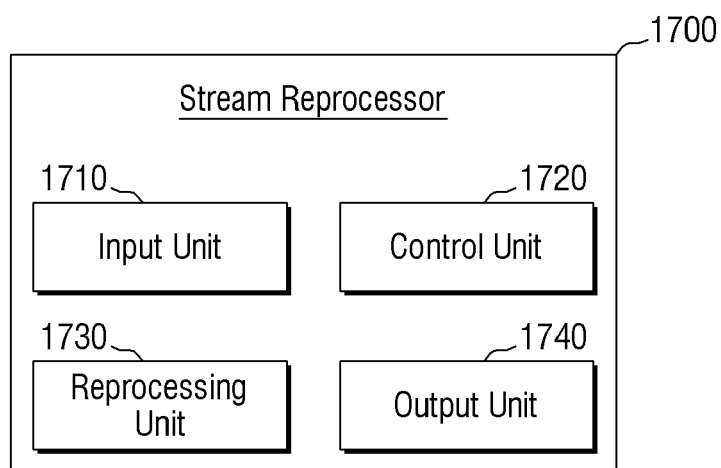 1700
Stream Reprocessor
1710
1720
Input Unit
Control Unit
1730
1740
Reprocessing
Unit
Output Unit